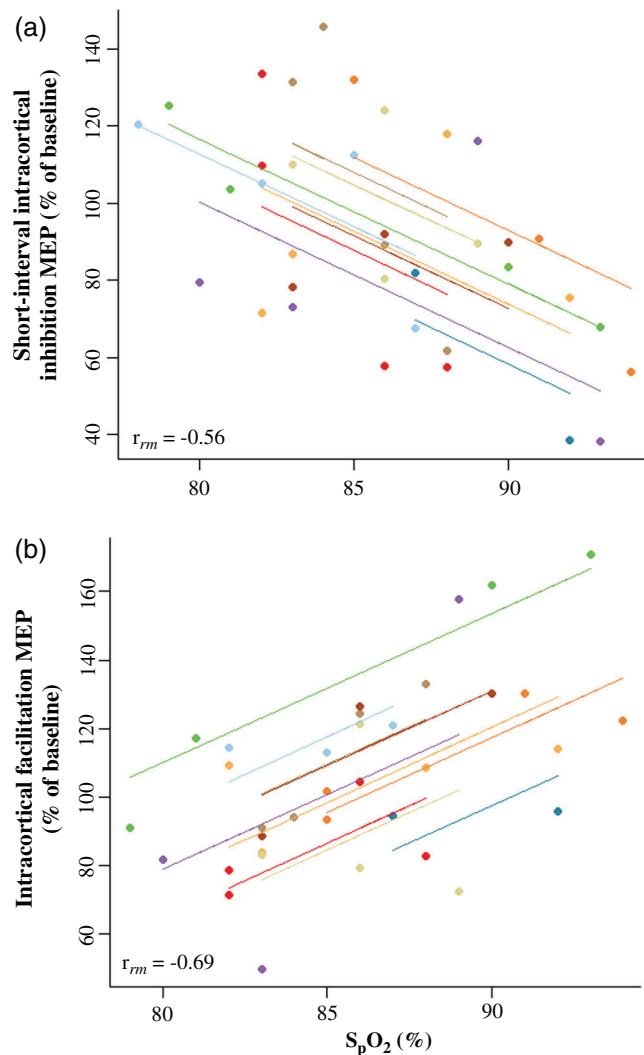 (a)
Short-interval intracortical
inhibition MEP (% of baseline)
140
120
100
80
60
40
r_rm = -0.56
80 85 90
(b)
Intracortical facilitation MEP
(% of baseline)
160
140
120
100
80
60
r_rm = -0.69
80 85 90
SpO2 (%)